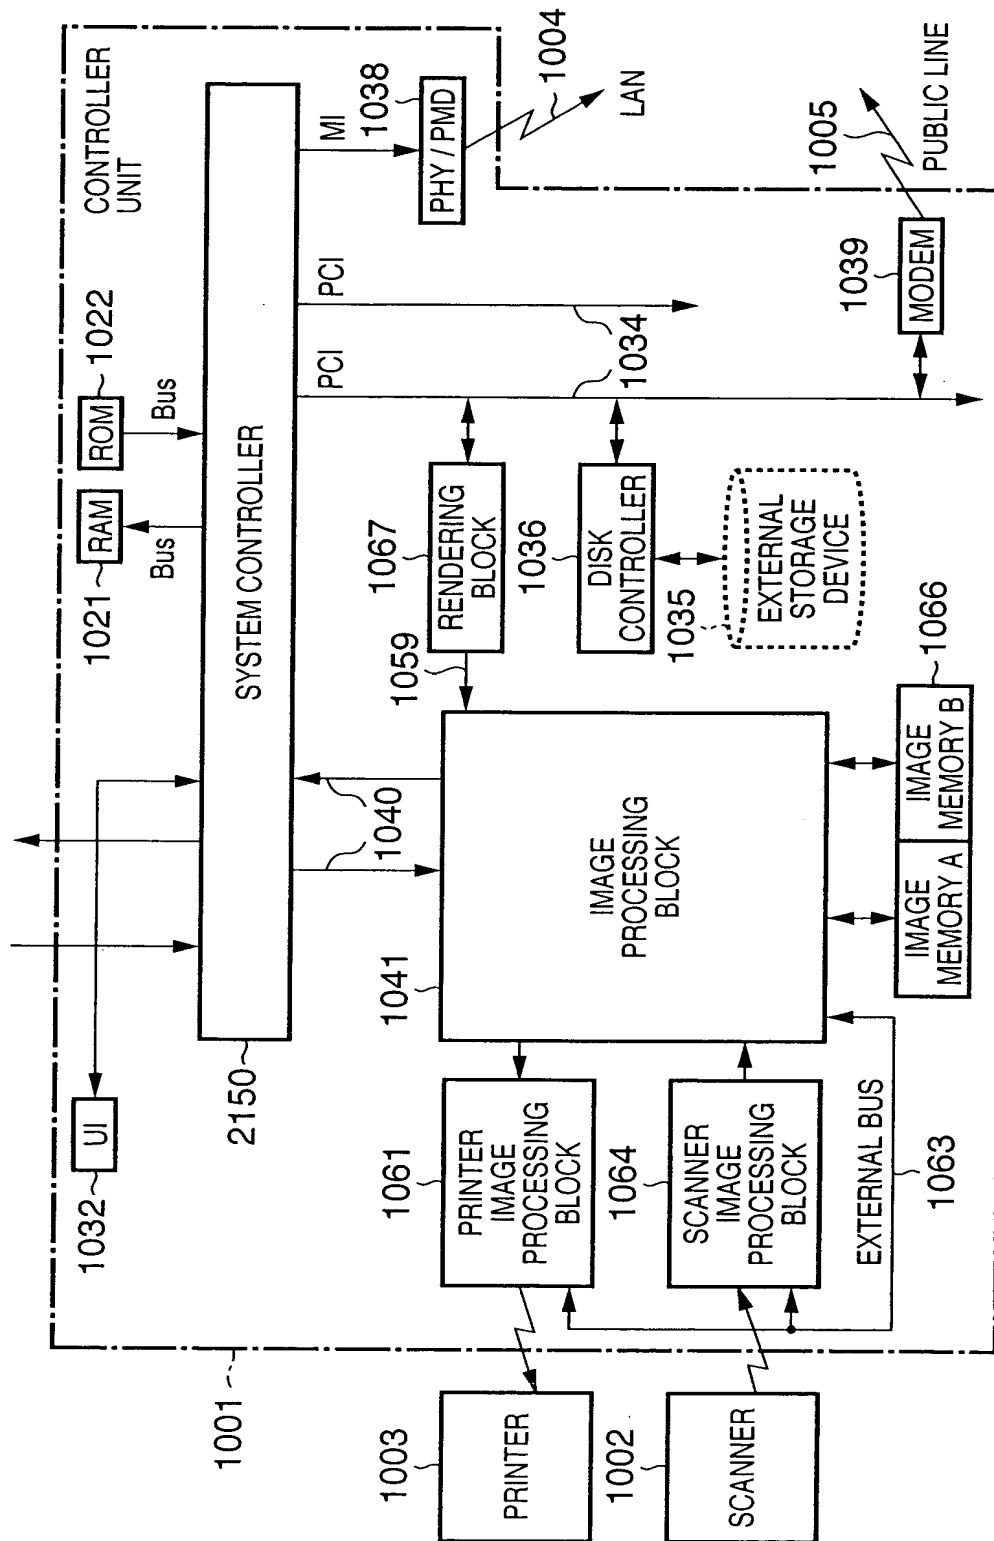 CONTROLLER
UNIT
1001
UI
1032
RAM
1021
Bus
ROM
1022
Bus
SYSTEM CONTROLLER
2150
MI
PHY / PMD
1038
1004
LAN
PCI
PCI
1034
1040
PRINTER
1003
PRINTER
IMAGE
PROCESSING
BLOCK
1061
1041
IMAGE
PROCESSING
BLOCK
1059
RENDERING
BLOCK
1067
DISK
CONTROLLER
1036
EXTERNAL
STORAGE
DEVICE
1035
MODEM
1039
1005
PUBLIC LINE
SCANNER
1002
SCANNER
IMAGE
PROCESSING
BLOCK
1064
EXTERNAL BUS
1063
IMAGE
MEMORY A
IMAGE
MEMORY B
1066